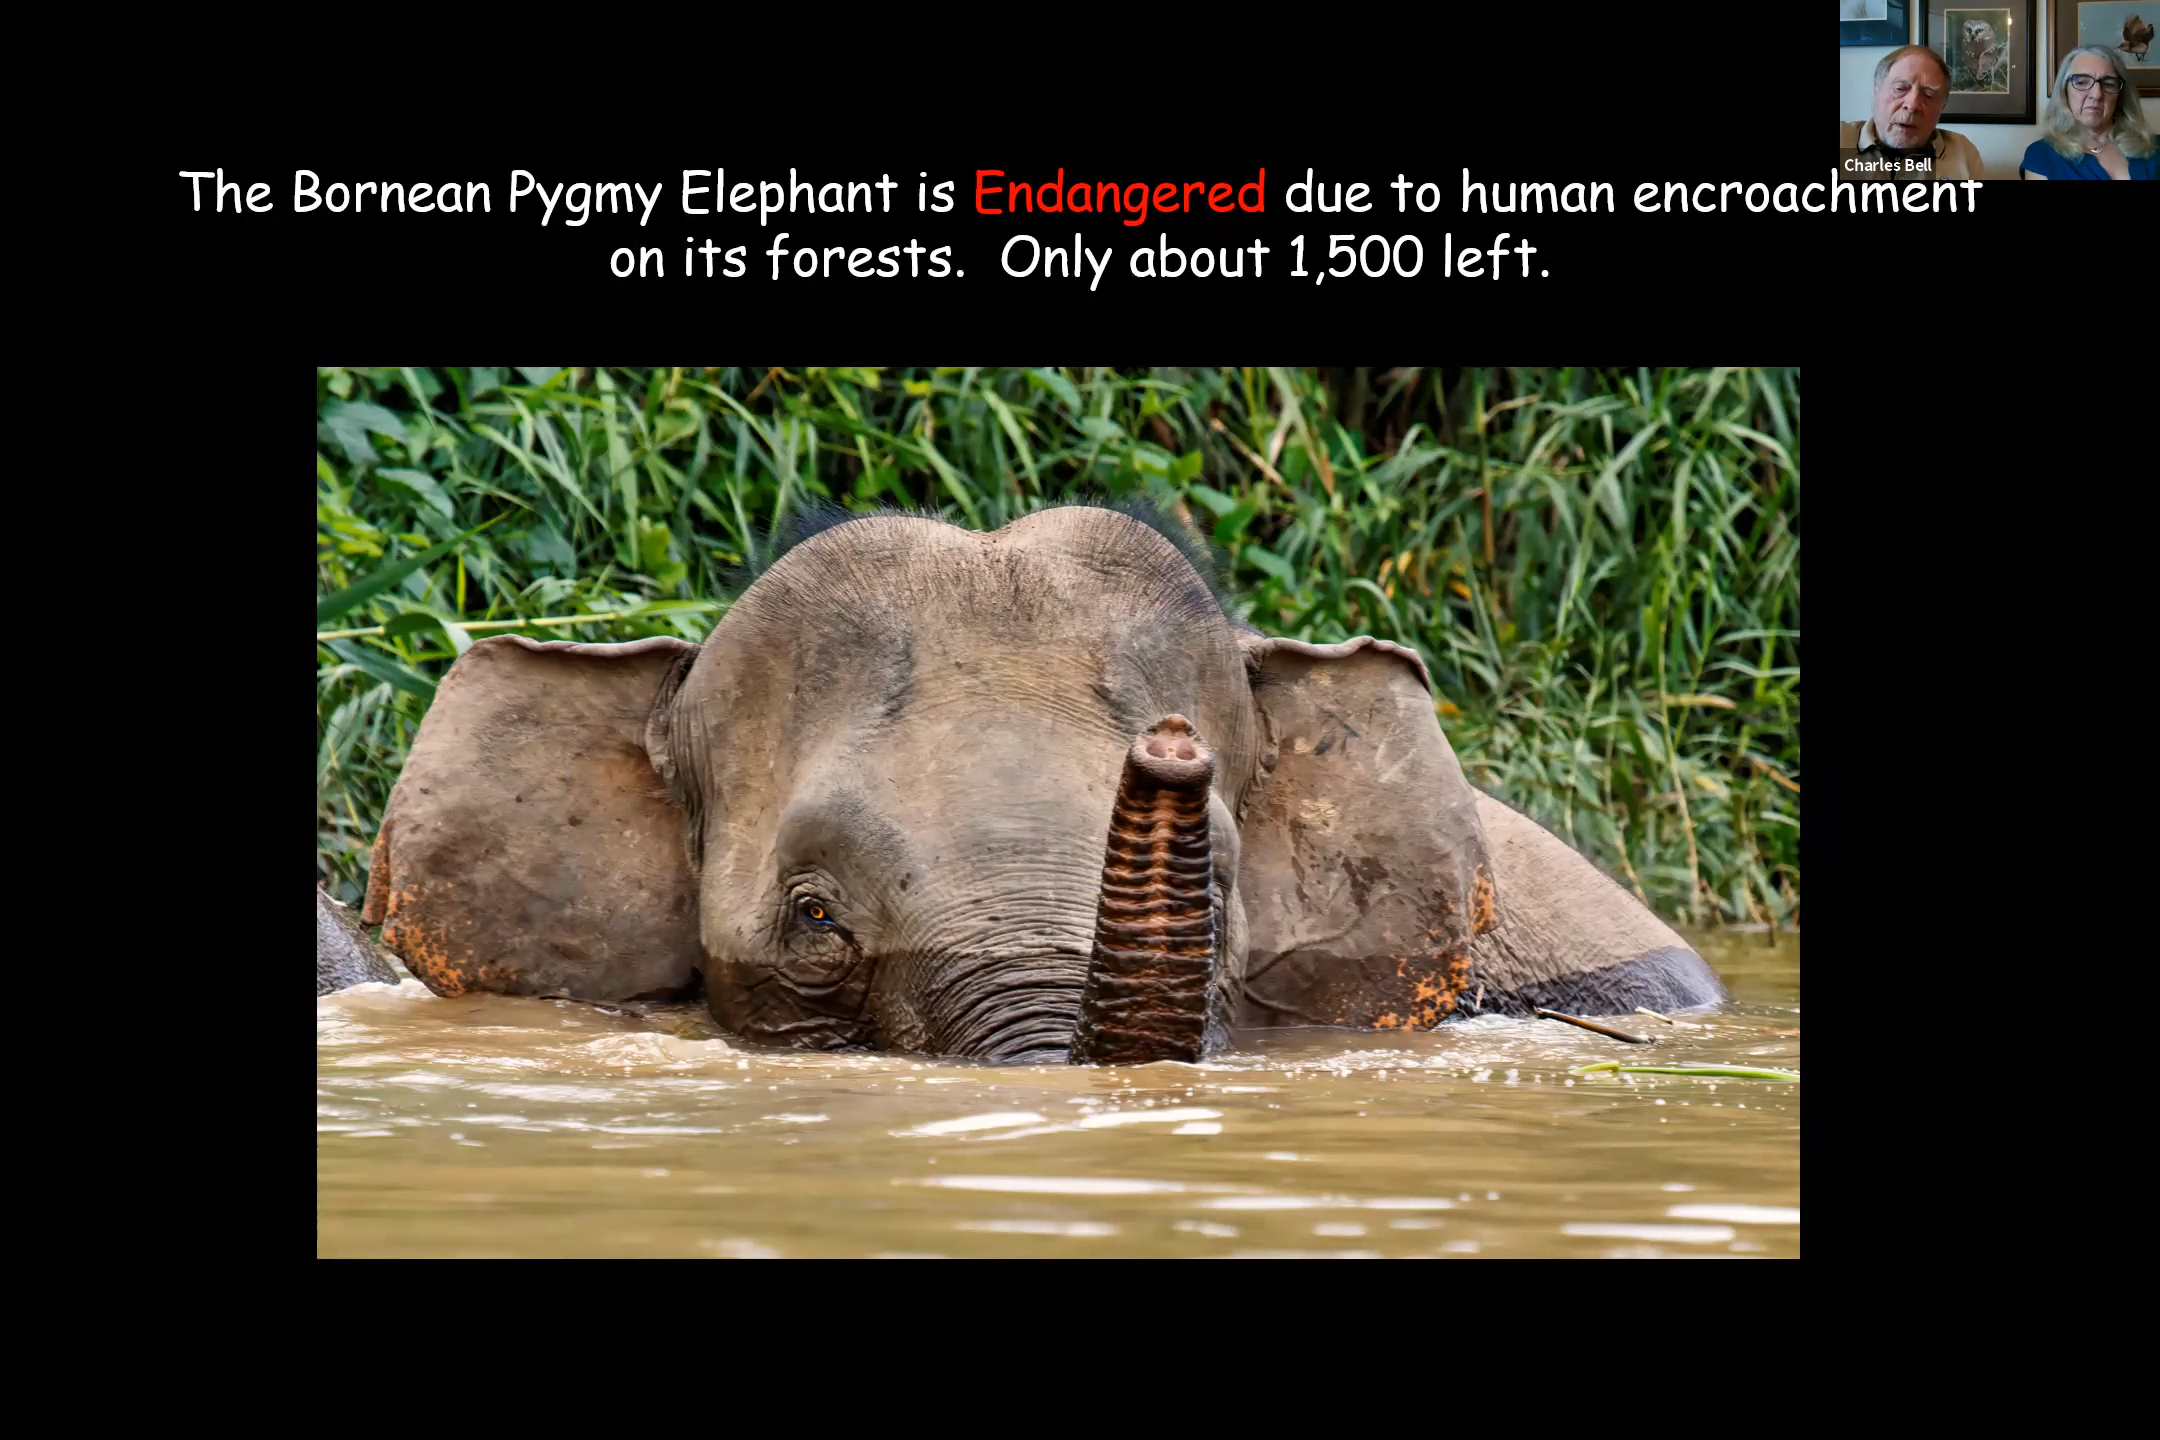 Charles Bell
The Bornean Pygmy Elephant is Endangered due to human encroachment
on its forests. Only about 1,500 left.